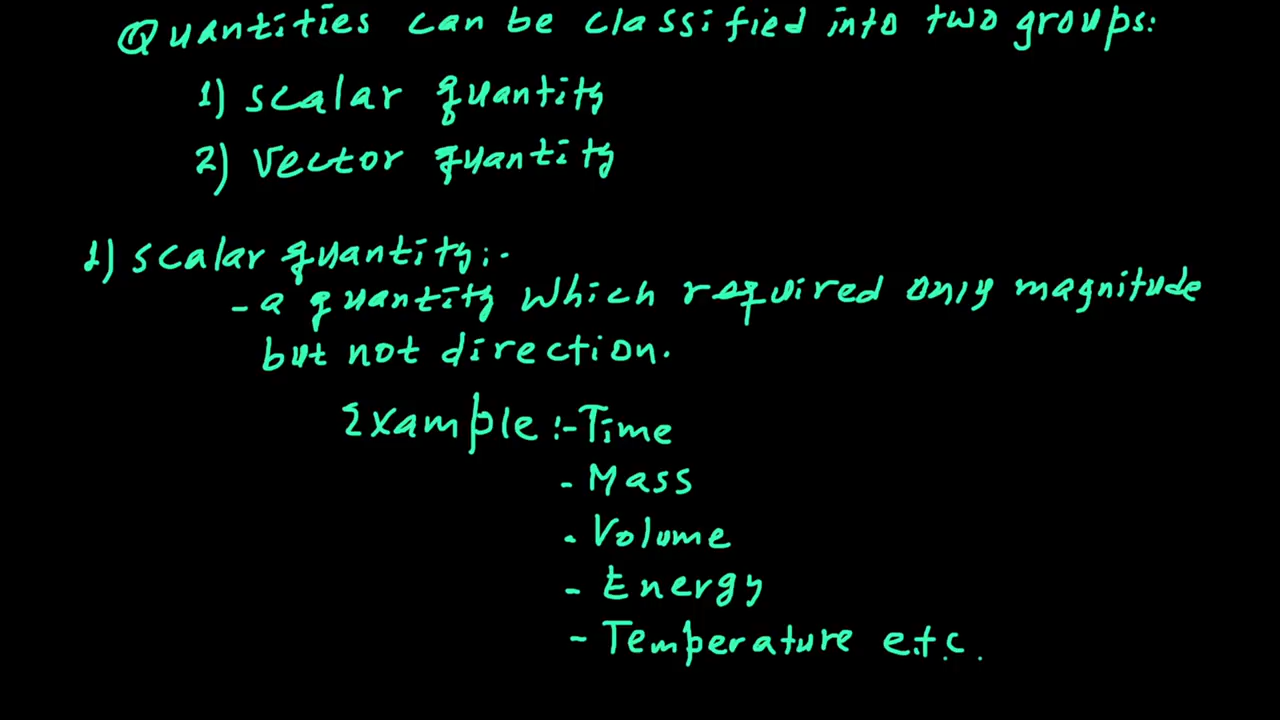 Quantities can be classified into two groups:
1) scalar quantity
2) vector quantity
1) scalar quantity:-
- a quantity which required only magnitude
but not direction.
Example :- Time
- Mass
- Volume
- Energy
- Temperature e.t.c.